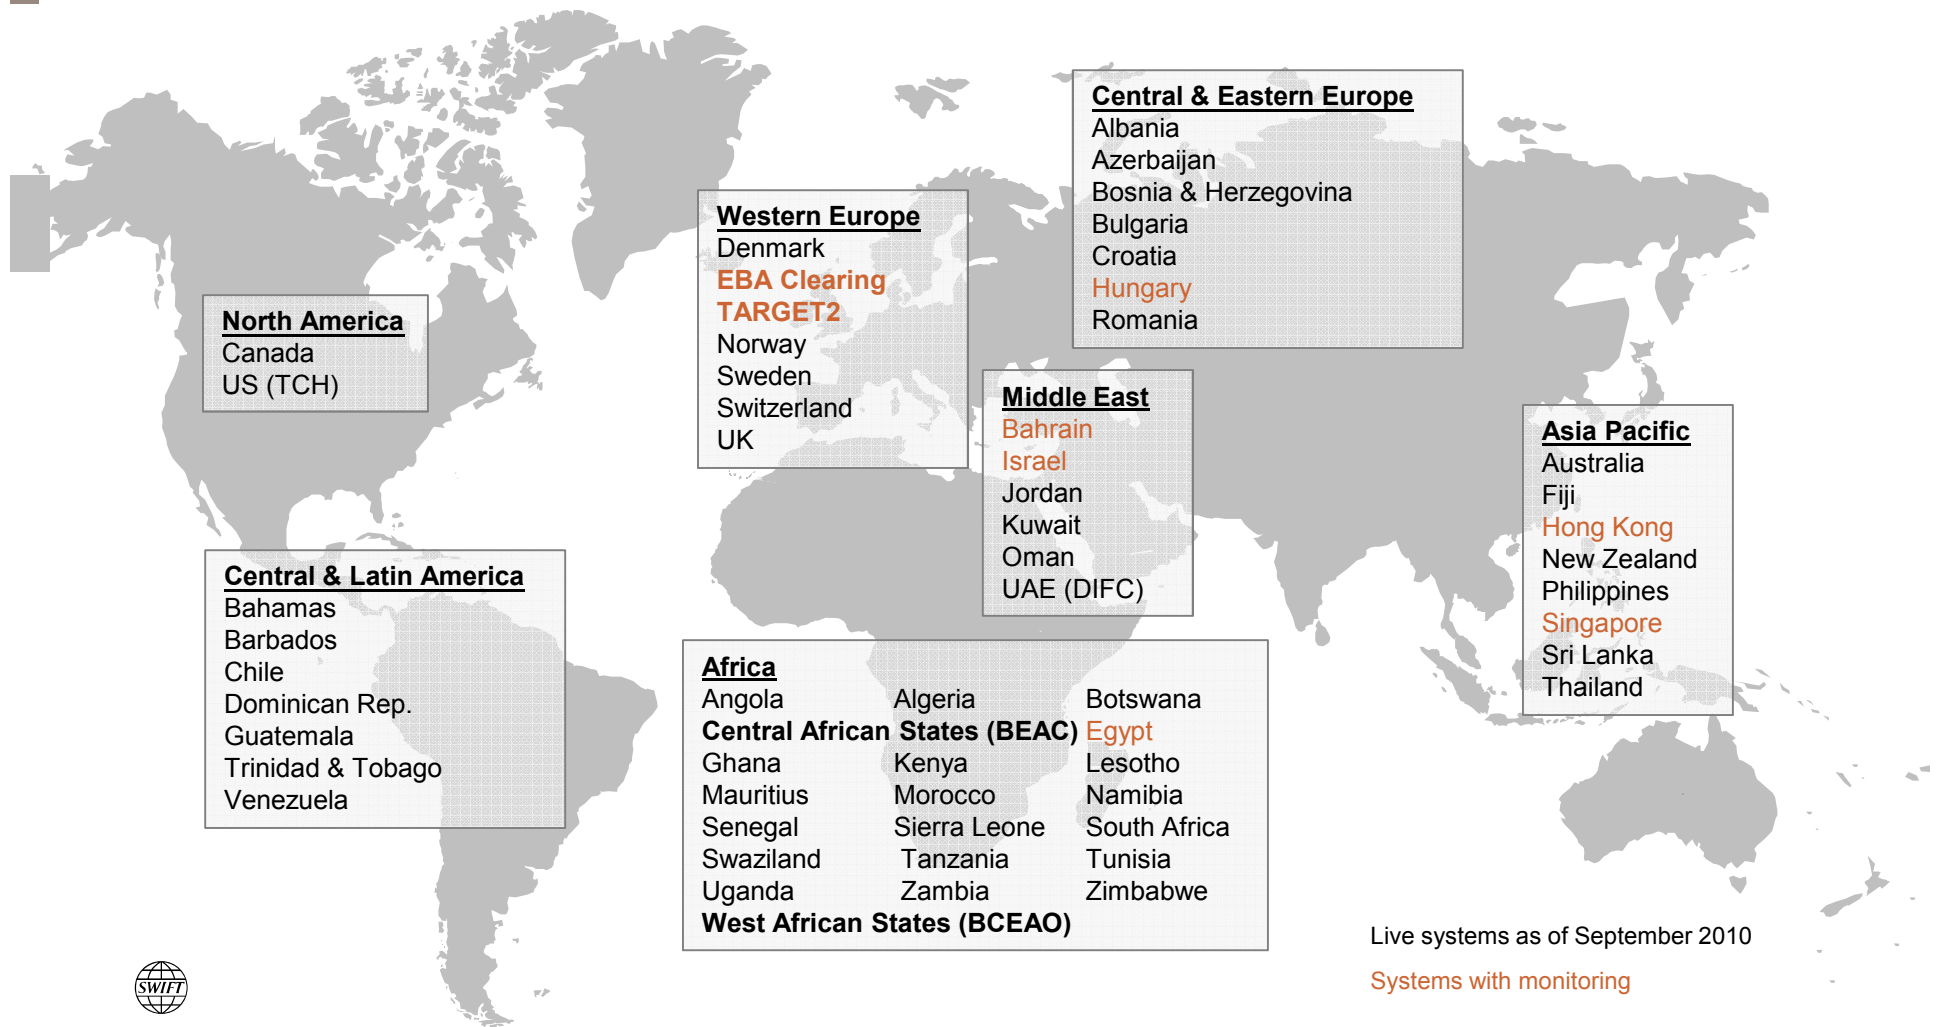 North America
Canada
US (TCH)
Central & Latin America
Bahamas
Barbados
Chile
Dominican Rep.
Guatemala
Trinidad & Tobago
Venezuela
Western Europe
Denmark
EBA Clearing
TARGET2
Norway
Sweden
Switzerland
UK
Central & Eastern Europe
Albania
Azerbaijan
Bosnia & Herzegovina
Bulgaria
Croatia
Hungary
Romania
Middle East
Bahrain
Israel
Jordan
Kuwait
Oman
UAE (DIFC)
Africa
Angola Algeria Botswana
Central African States (BEAC) Egypt
Ghana Kenya Lesotho
Mauritius Morocco Namibia
Senegal Sierra Leone South Africa
Swaziland Tanzania Tunisia
Uganda Zambia Zimbabwe
West African States (BCEAO)
Asia Pacific
Australia
Fiji
Hong Kong
New Zealand
Philippines
Singapore
Sri Lanka
Thailand
Live systems as of September 2010
Systems with monitoring
SWIFT